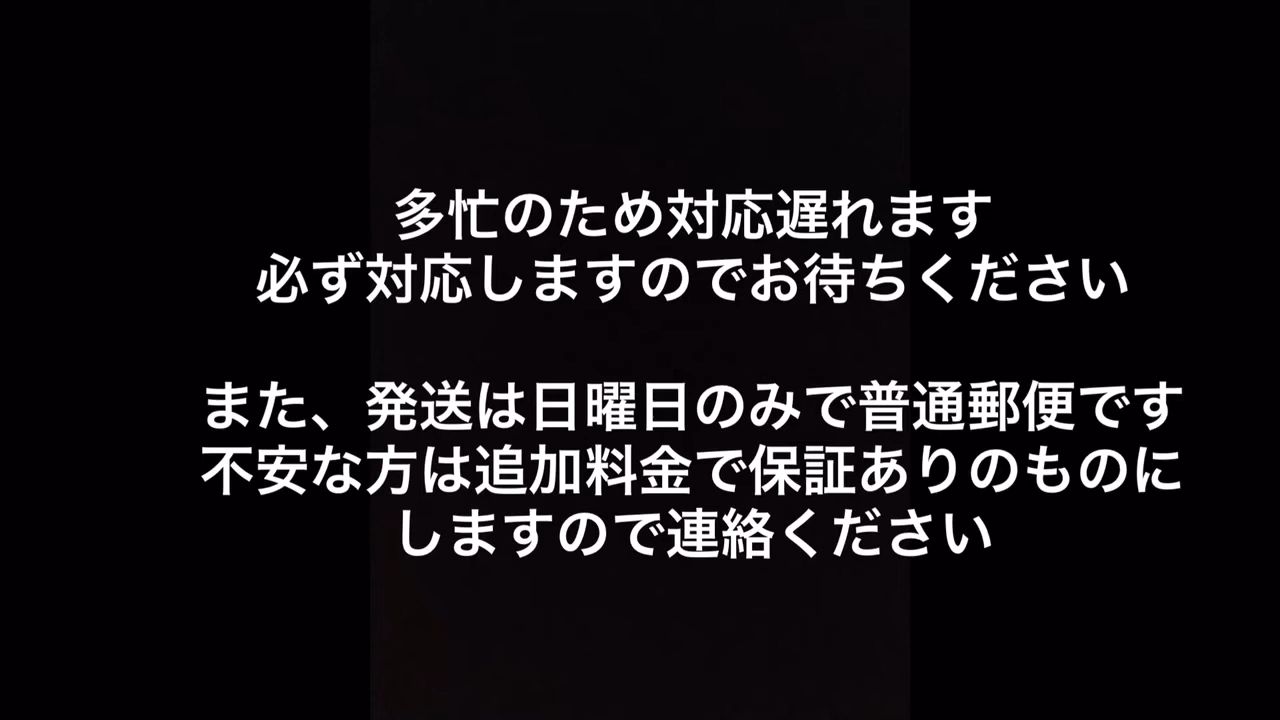 多忙のため対応遅れます
必ず対応しますのでお待ちください
また、発送は日曜日のみで普通郵便です
不安な方は追加料金で保証ありのものに
しますので連絡ください